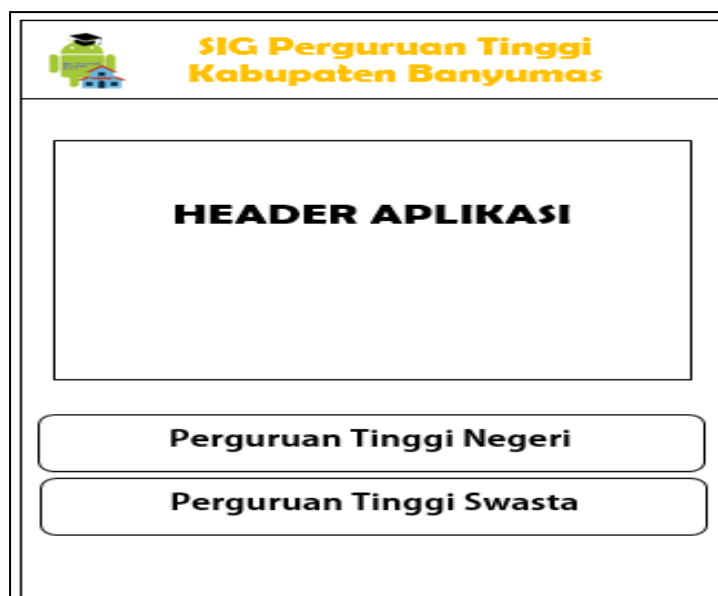 SIG Perguruan Tinggi
Kabupaten Banyumas
HEADER APLIKASI
Perguruan Tinggi Negeri
Perguruan Tinggi Swasta